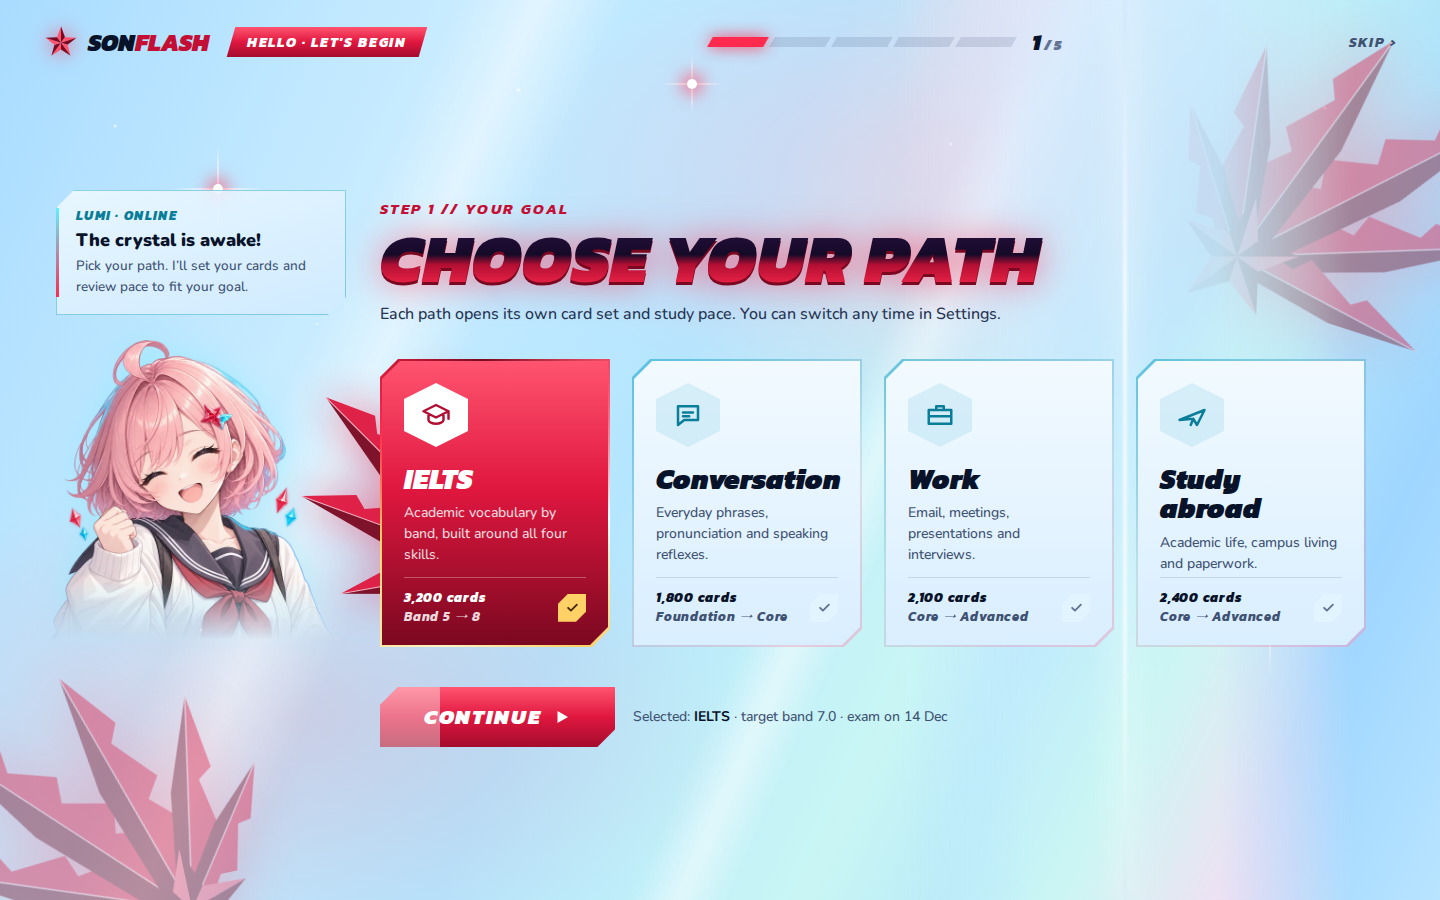 SONFLASH
HELLO · LET'S BEGIN
1 / 5
SKIP ›
LUMI · ONLINE
The crystal is awake!
Pick your path. I'll set your cards and
review pace to fit your goal.
STEP 1 // YOUR GOAL
CHOOSE YOUR PATH
Each path opens its own card set and study pace. You can switch any time in Settings.
IELTS
Academic vocabulary by
band, built around all four
skills.
3,200 cards
Band 5 → 8
Conversation
Everyday phrases,
pronunciation and speaking
reflexes.
1,800 cards
Foundation → Core
Work
Email, meetings,
presentations and
interviews.
2,100 cards
Core → Advanced
Study
abroad
Academic life, campus living
and paperwork.
2,400 cards
Core → Advanced
CONTINUE
Selected: IELTS · target band 7.0 · exam on 14 Dec